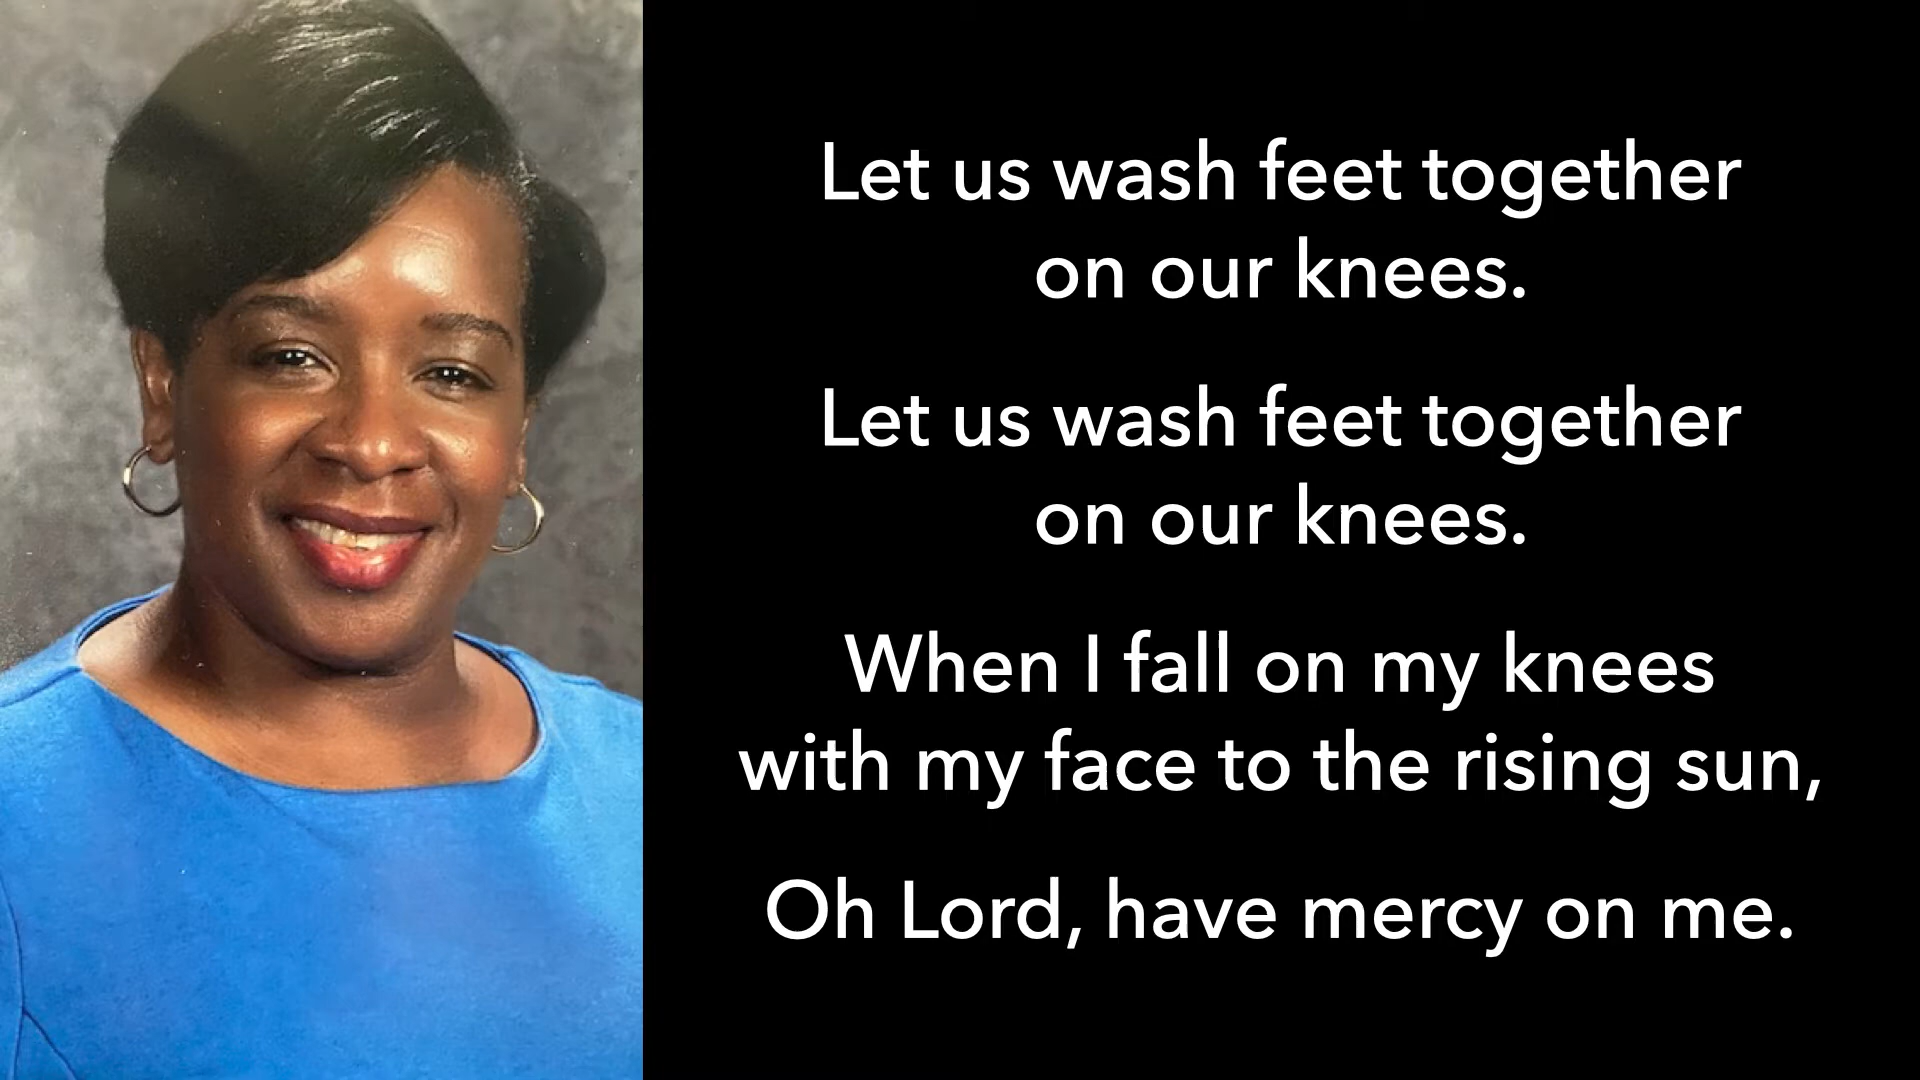 Let us wash feet together
on our knees.
Let us wash feet together
on our knees.
When I fall on my knees
with my face to the rising sun,
Oh Lord, have mercy on me.